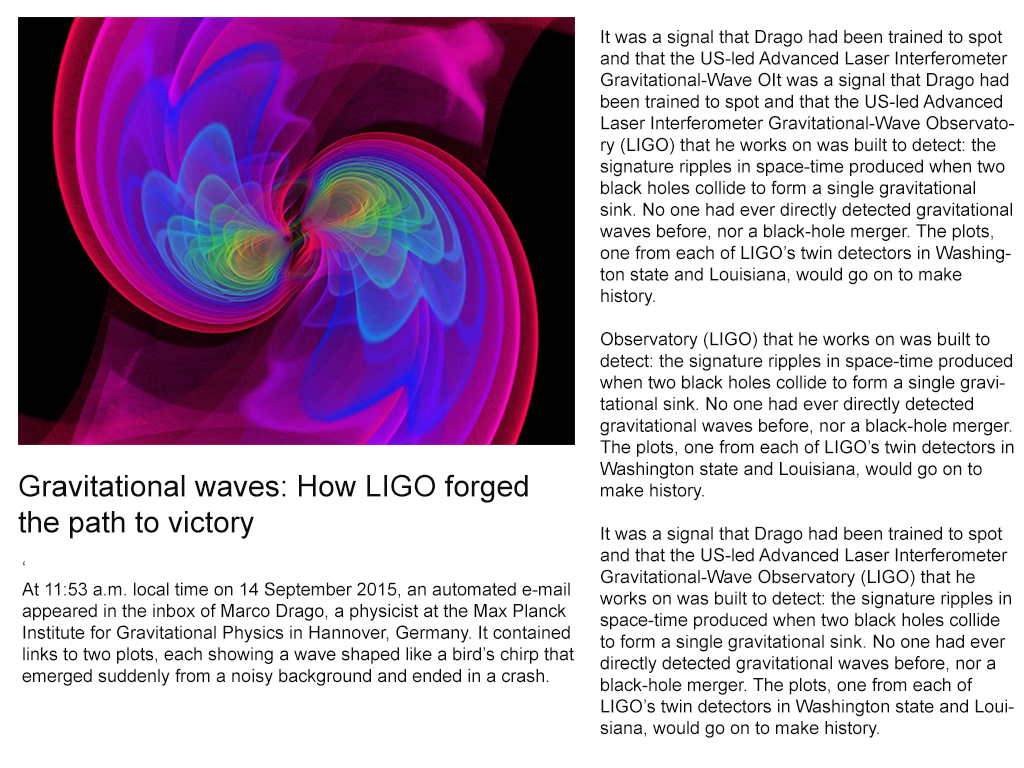 Gravitational waves: How LIGO forged
the path to victory
‘
At 11:53 a.m. local time on 14 September 2015, an automated e-mail
appeared in the inbox of Marco Drago, a physicist at the Max Planck
Institute for Gravitational Physics in Hannover, Germany. It contained
links to two plots, each showing a wave shaped like a bird’s chirp that
emerged suddenly from a noisy background and ended in a crash.
It was a signal that Drago had been trained to spot
and that the US-led Advanced Laser Interferometer
Gravitational-Wave OIt was a signal that Drago had
been trained to spot and that the US-led Advanced
Laser Interferometer Gravitational-Wave Observato-
ry (LIGO) that he works on was built to detect: the
signature ripples in space-time produced when two
black holes collide to form a single gravitational
sink. No one had ever directly detected gravitational
waves before, nor a black-hole merger. The plots,
one from each of LIGO’s twin detectors in Washing-
ton state and Louisiana, would go on to make
history.
Observatory (LIGO) that he works on was built to
detect: the signature ripples in space-time produced
when two black holes collide to form a single gravi-
tational sink. No one had ever directly detected
gravitational waves before, nor a black-hole merger.
The plots, one from each of LIGO’s twin detectors in
Washington state and Louisiana, would go on to
make history.
It was a signal that Drago had been trained to spot
and that the US-led Advanced Laser Interferometer
Gravitational-Wave Observatory (LIGO) that he
works on was built to detect: the signature ripples in
space-time produced when two black holes collide
to form a single gravitational sink. No one had ever
directly detected gravitational waves before, nor a
black-hole merger. The plots, one from each of
LIGO’s twin detectors in Washington state and Loui-
siana, would go on to make history.